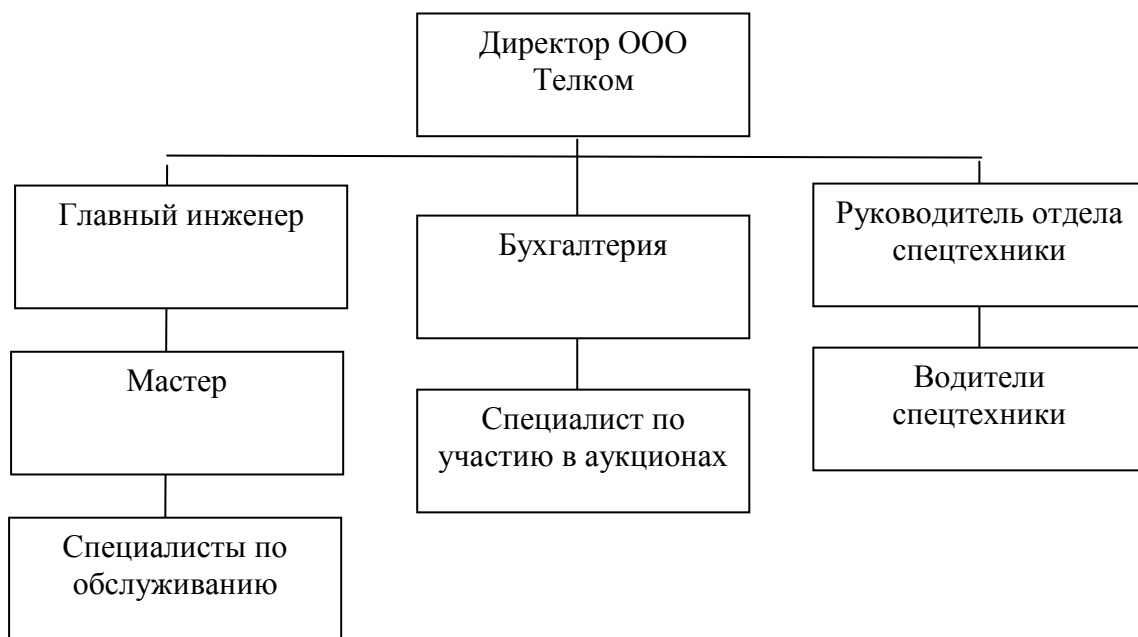 Директор ООО
Телком
Главный инженер
Бухгалтерия
Руководитель отдела
спецтехники
Мастер
Специалист по
участию в аукционах
Водители
спецтехники
Специалисты по
обслуживанию